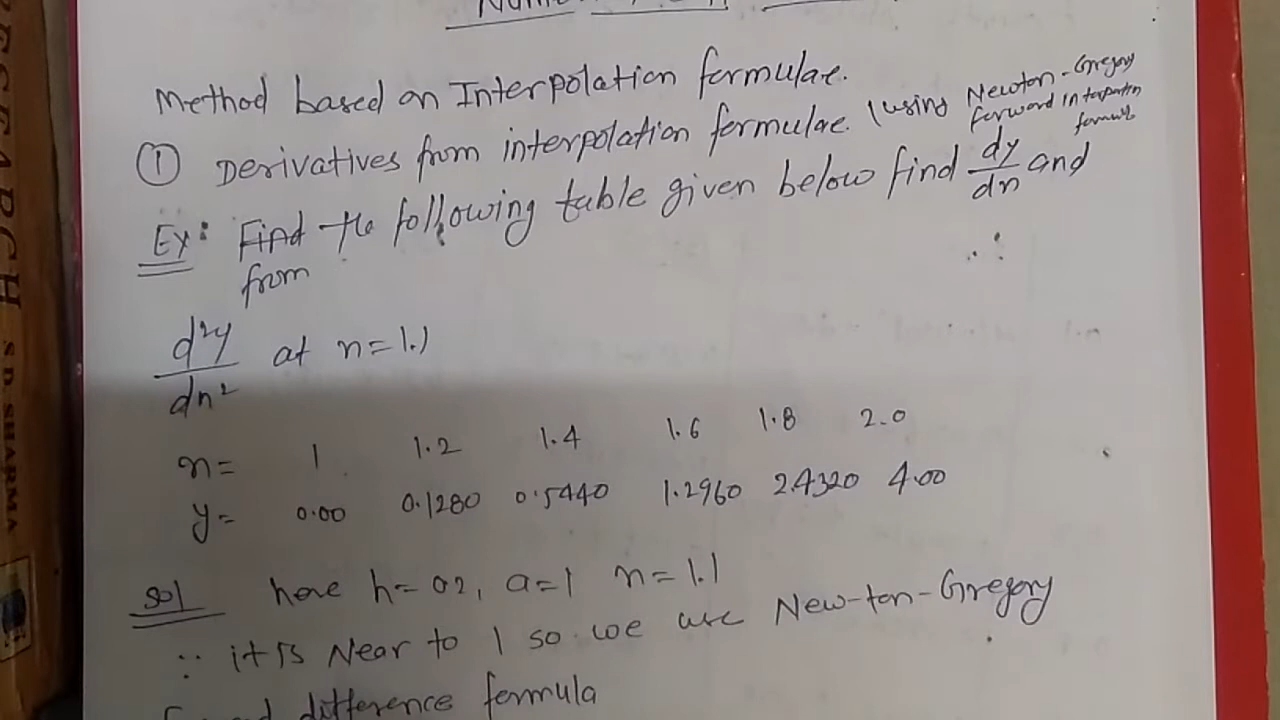 Method based on Interpolation formulae.
① Derivatives from interpolation formulae. (using Newton-Gregory
forward interpolation
formula
Ex: Find the following table given below find dy/dn and
from
d²y/dn² at n=1.1
n= 1 1.2 1.4 1.6 1.8 2.0
y= 0.00 0.1280 0.5440 1.2960 2.4320 4.00
Sol here h=02, a=1 n=1.1
∵ it is Near to 1 so we use New-ton-Gregory
difference formula
S D SHARMA